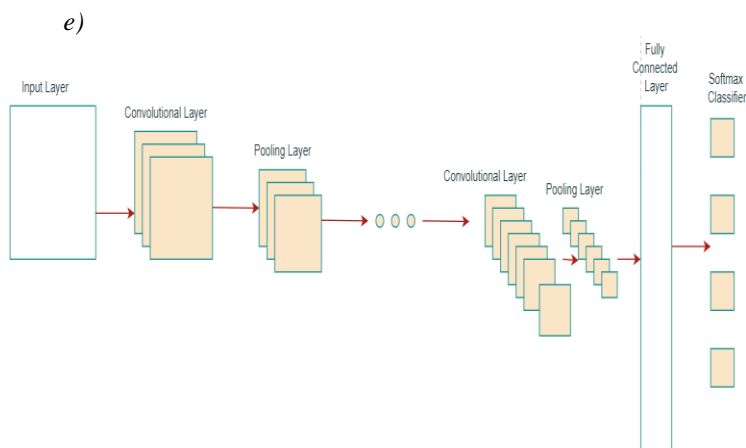 e)
Input Layer
Convolutional Layer
Pooling Layer
Convolutional Layer
Pooling Layer
Fully
Connected
Layer
Softmax
Classifier